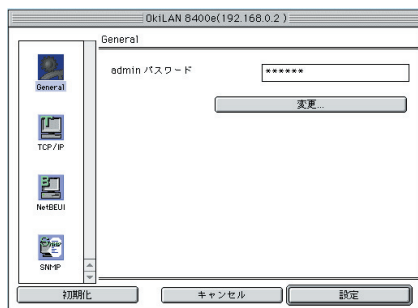 OkiLAN 8400e(192.168.0.2 )
General
General
admin パスワード
******
変更...
TCP/IP
NetBEUI
SNMP
初期化
キャンセル
設定